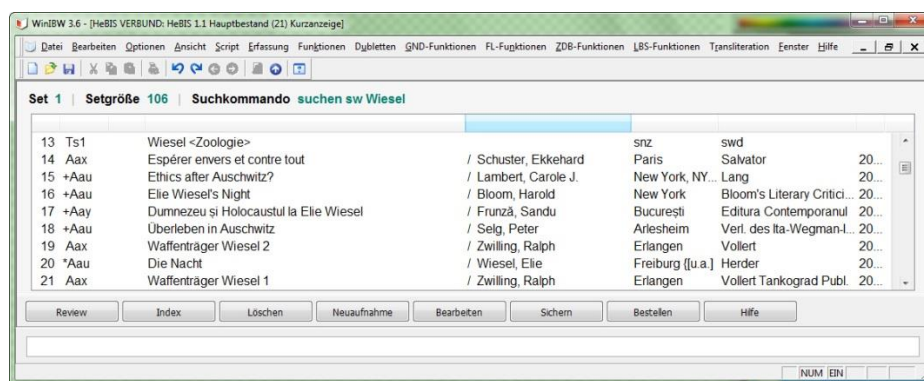 WinIBW 3.6 - [HeBIS VERBUND: HeBIS 1.1 Hauptbestand (21) Kurzanzeige]
Datei Bearbeiten Optionen Ansicht Script Erfassung Funktionen Dubletten GND-Funktionen FL-Funktionen ZDB-Funktionen LBS-Funktionen Transliteration Fenster Hilfe
Set 1 | Setgröße 106 | Suchkommando suchen sw Wiesel
13 Ts1 Wiesel <Zoologie> snz swd
14 Aax Espérer envers et contre tout / Schuster, Ekkehard Paris Salvator 20...
15 +Aau Ethics after Auschwitz? / Lambert, Carole J. New York, NY... Lang 20...
16 +Aau Elie Wiesel's Night / Bloom, Harold New York Bloom's Literary Critici... 20...
17 +Aay Dumnezeu și Holocaustul la Elie Wiesel / Frunză, Sandu București Editura Contemporanul 20...
18 +Aau Überleben in Auschwitz / Selg, Peter Arlesheim Verl. des Ita-Wegman-I... 20...
19 Aax Waffenträger Wiesel 2 / Zwilling, Ralph Erlangen Vollert 20...
20 *Aau Die Nacht / Wiesel, Elie Freiburg {[u.a.] Herder 20...
21 Aax Waffenträger Wiesel 1 / Zwilling, Ralph Erlangen Vollert Tankograd Publ. 20...
Review Index Löschen Neuaufnahme Bearbeiten Sichern Bestellen Hilfe
NUM EIN